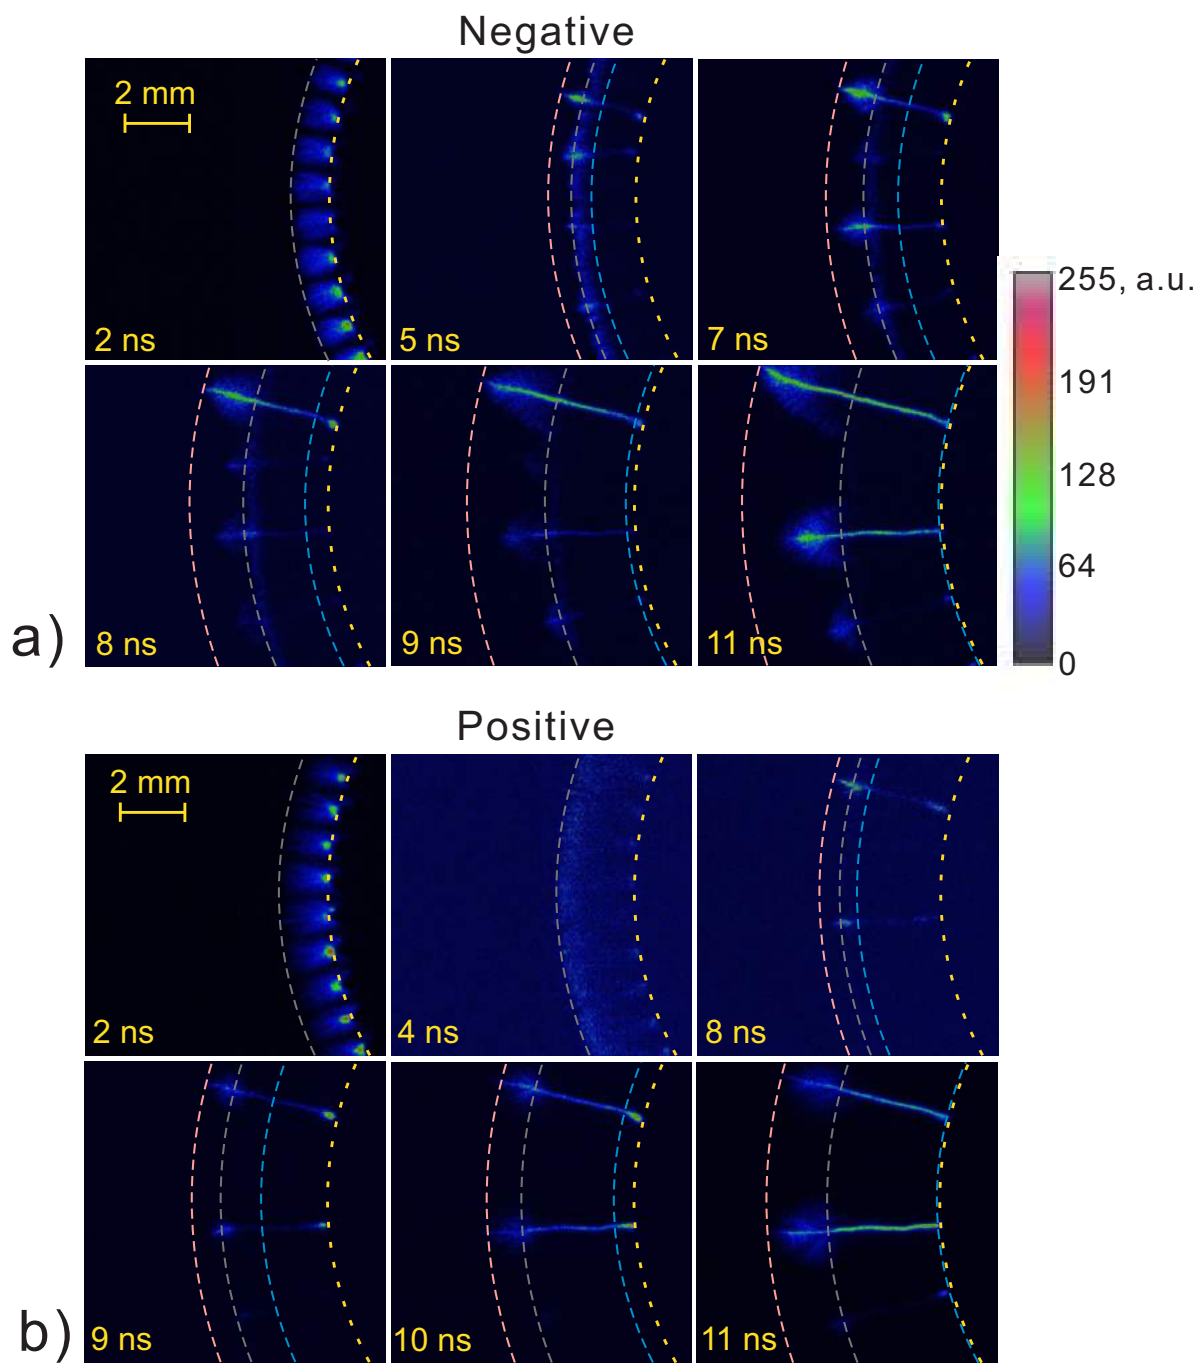 Negative
2 mm
2 ns
5 ns
7 ns
255, a.u.
191
128
64
0
a)
8 ns
9 ns
11 ns
Positive
2 mm
2 ns
4 ns
8 ns
b)
9 ns
10 ns
11 ns